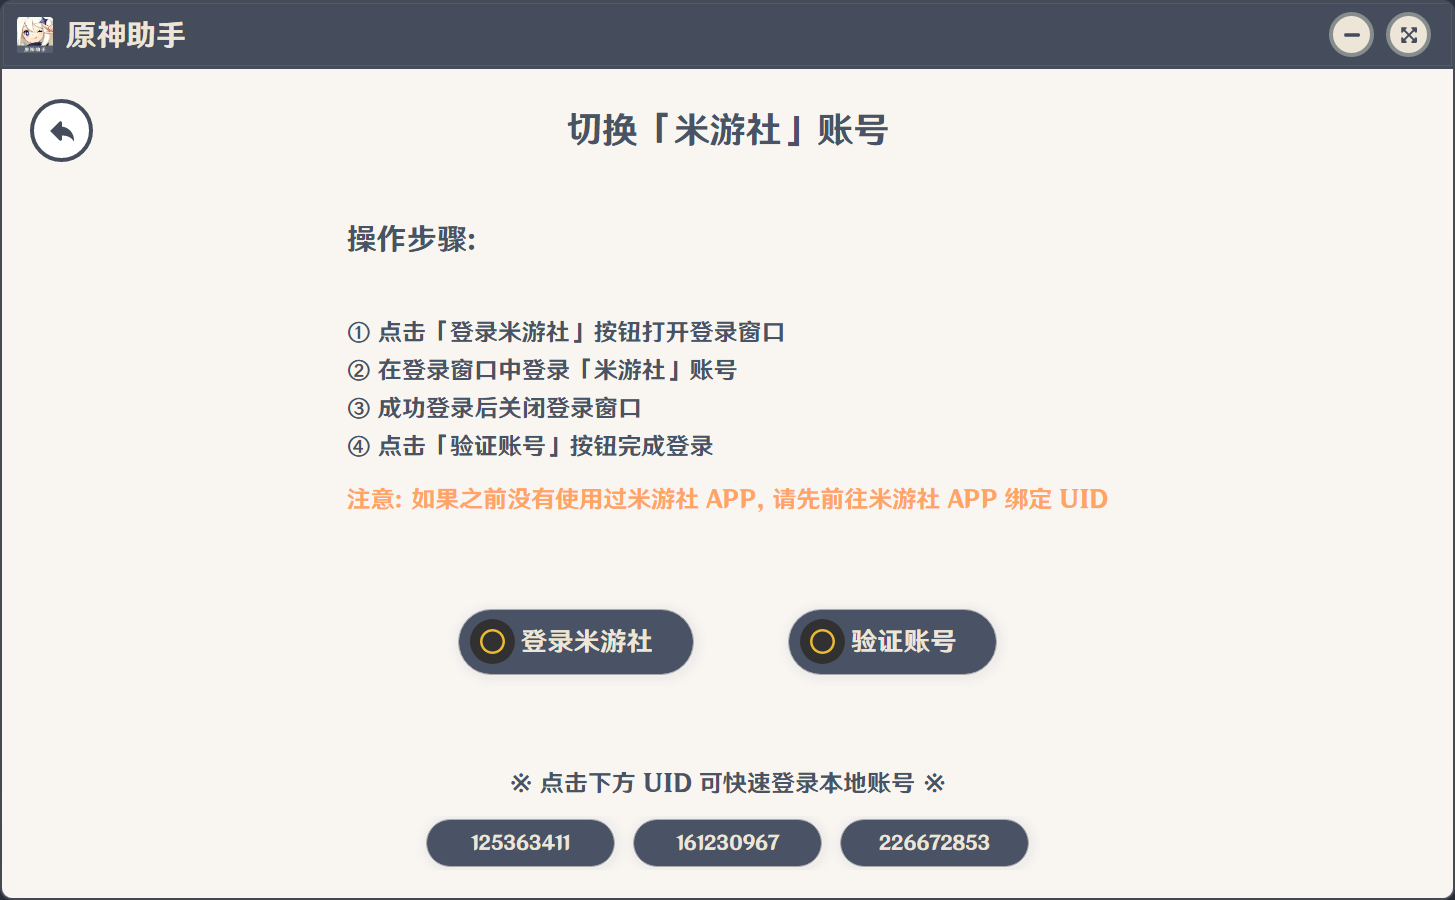 原神助手
切换「米游社」账号
操作步骤:
① 点击「登录米游社」按钮打开登录窗口
② 在登录窗口中登录「米游社」账号
③ 成功登录后关闭登录窗口
④ 点击「验证账号」按钮完成登录
注意: 如果之前没有使用过米游社 APP, 请先前往米游社 APP 绑定 UID
登录米游社
验证账号
※ 点击下方 UID 可快速登录本地账号 ※
125363411
161230967
226672853